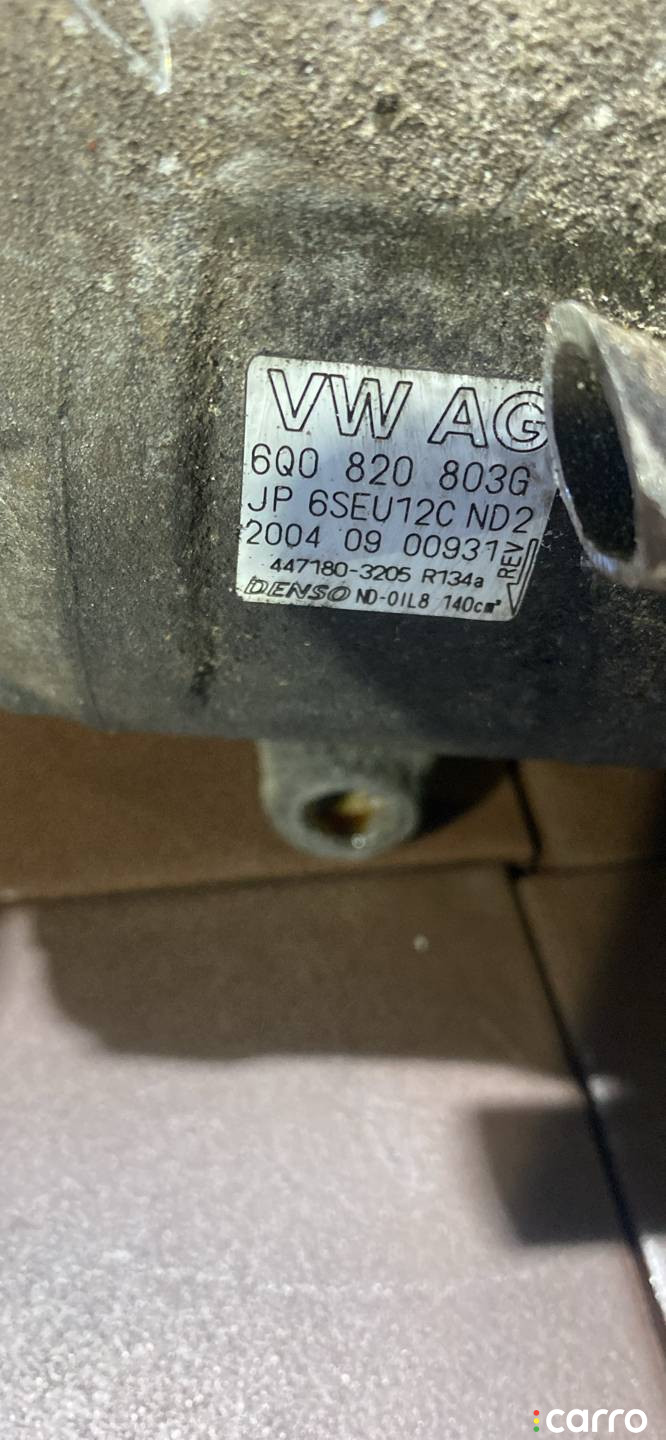 VW AG
6Q0 820 803G
JP 6SEU12C ND2
2004 09 00931
REV
447180-3205 R134a
DENSO ND-OIL8 140cm³
carro